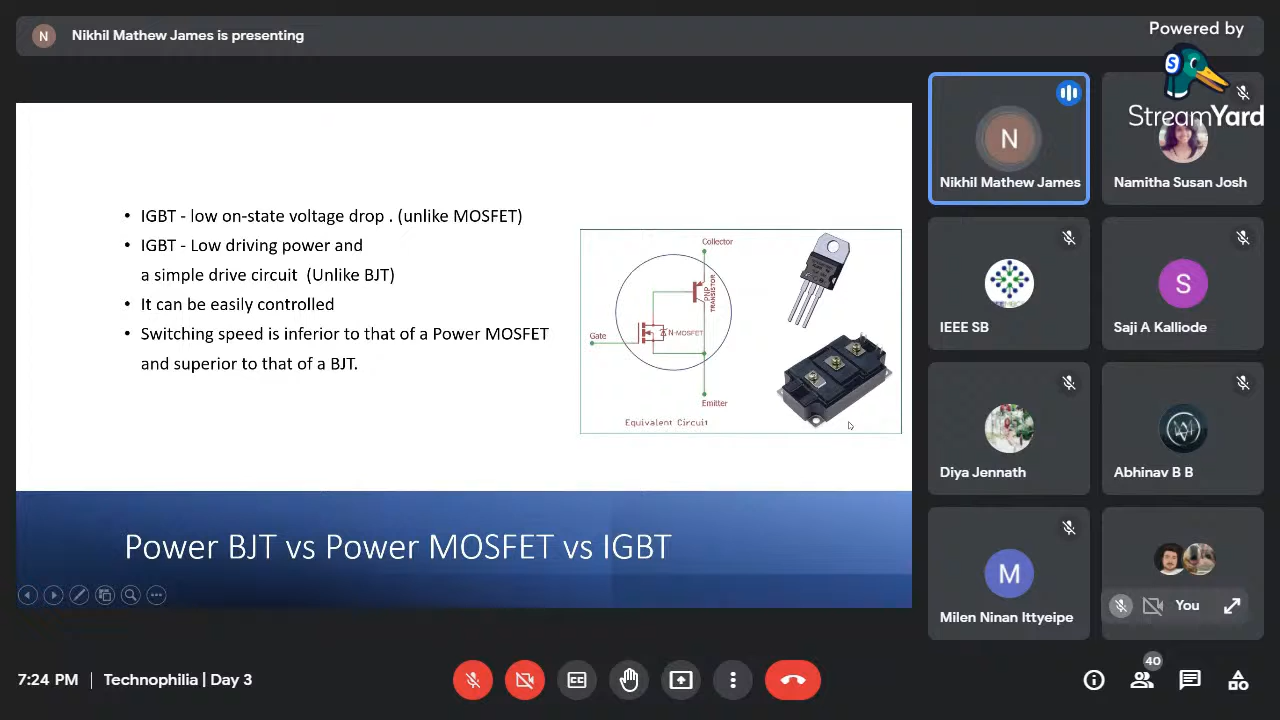 N
Nikhil Mathew James is presenting
Powered by
S
StreamYard
• IGBT - low on-state voltage drop . (unlike MOSFET)
• IGBT - Low driving power and
a simple drive circuit (Unlike BJT)
• It can be easily controlled
• Switching speed is inferior to that of a Power MOSFET
and superior to that of a BJT.
Collector
PNP
TRANSISTOR
N-MOSFET
Gate
Emitter
Equivalent Circuit
Power BJT vs Power MOSFET vs IGBT
N
Nikhil Mathew James
Namitha Susan Josh
IEEE SB
S
Saji A Kalliode
Diya Jennath
Abhinav B B
M
Milen Ninan Ittyeipe
You
7:24 PM | Technophilia | Day 3
CC
40